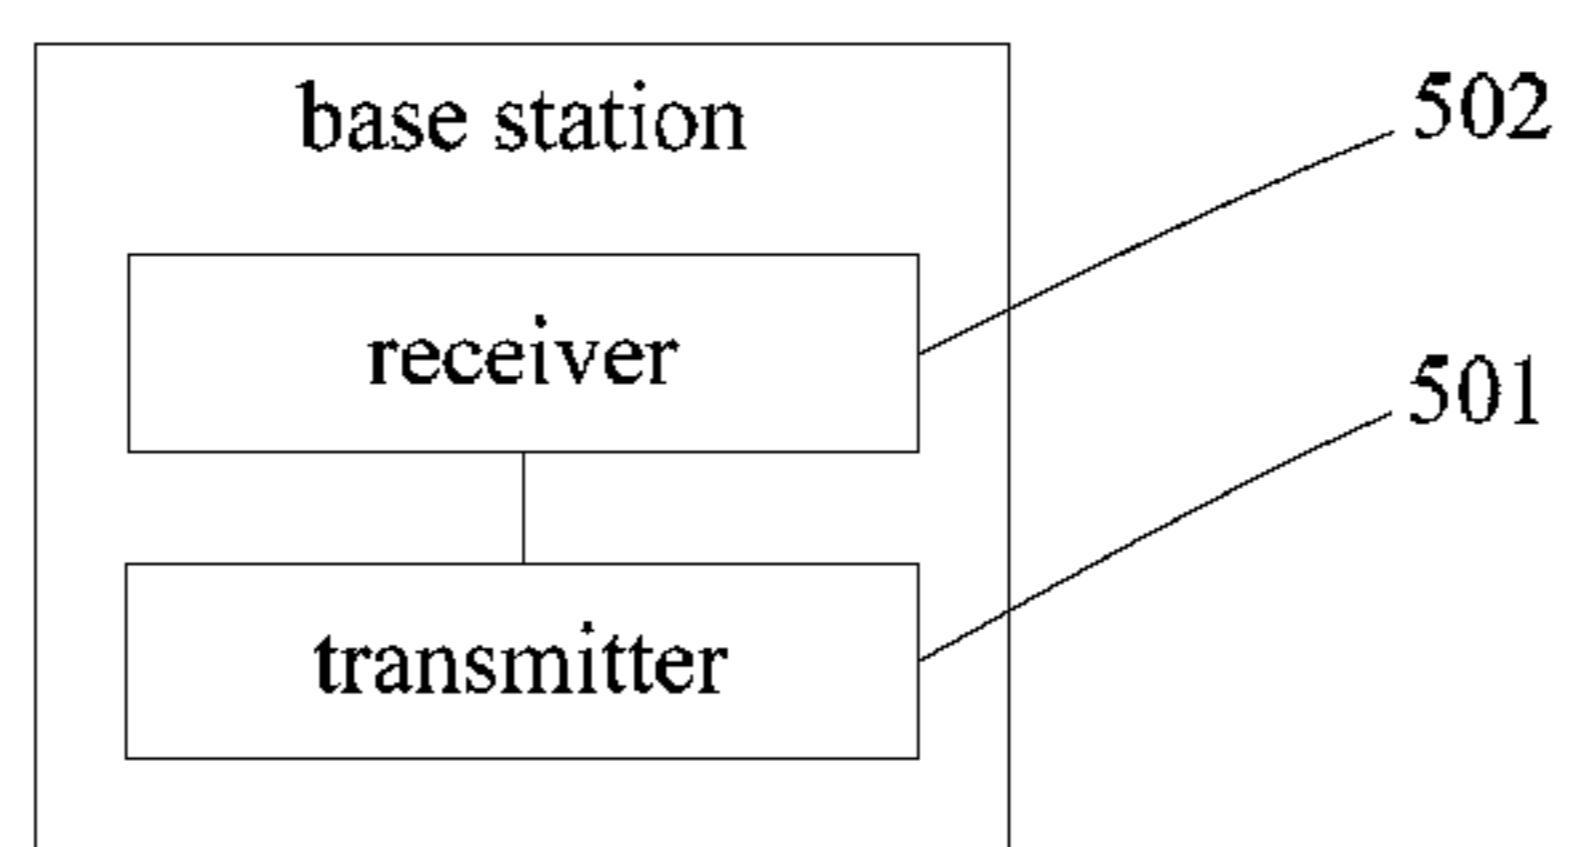 base station
502
receiver
501
transmitter